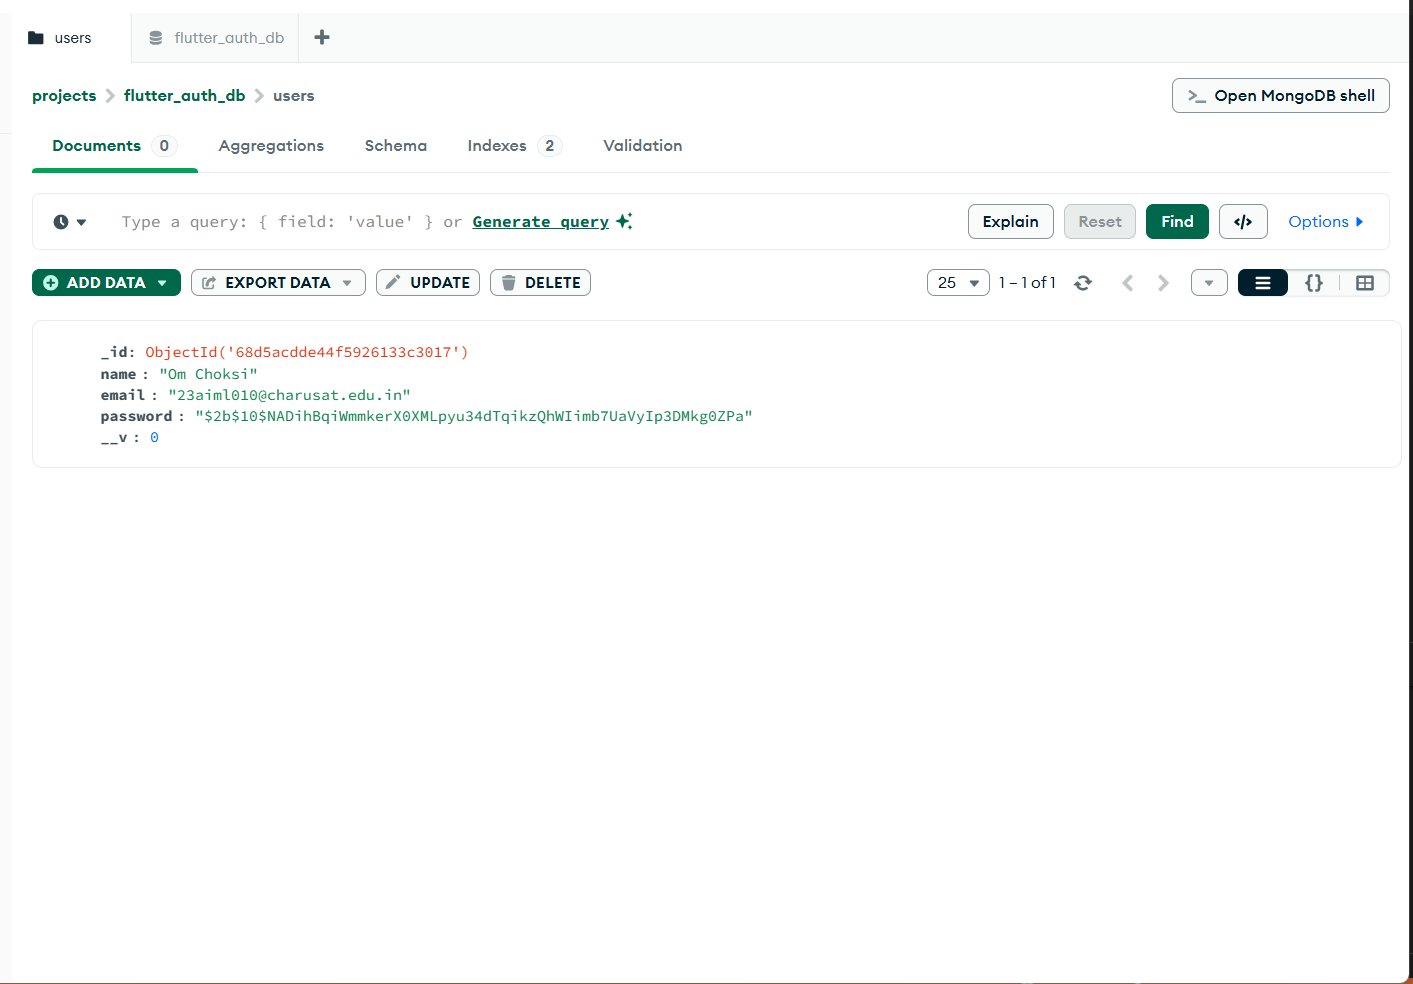 users flutter_auth_db
projects flutter_auth_db users
>_ Open MongoDB shell
Documents 0 Aggregations Schema Indexes 2 Validation
Type a query: { field: 'value' } or Generate query
Explain Reset Find </> Options
ADD DATA EXPORT DATA UPDATE DELETE 25 1 – 1 of 1 {}
_id: ObjectId('68d5acdde44f5926133c3017')
name : "Om Choksi"
email : "23aiml010@charusat.edu.in"
password : "$2b$10$NADihBqiWmmkerX0XMLpyu34dTqikzQhWIimb7UaVyIp3DMkg0ZPa"
__v : 0